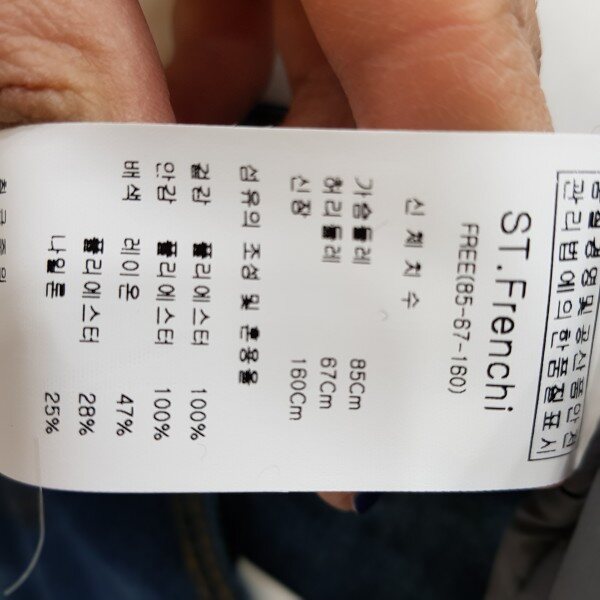 품질경영및공산품안전
관리법에의한품질표시
ST.Frenchi
FREE(85-67-160)
신 체 치 수
가슴둘레 85Cm
허리둘레 67Cm
신장 160Cm
섬유의 조성 및 혼용율
겉감 폴리에스터 100%
안감 폴리에스터 100%
배색 레이온 47%
폴리에스터 28%
나일론 25%